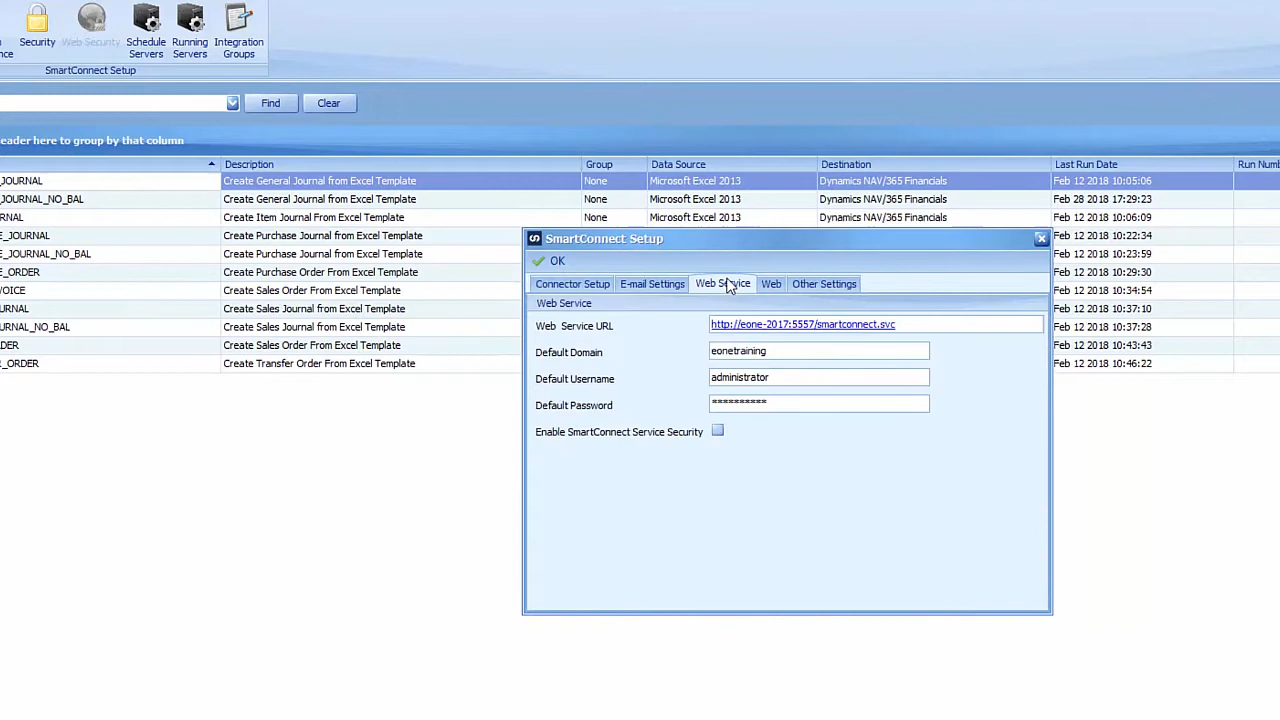 Security Web Security Schedule Servers Running Servers Integration Groups
nce
SmartConnect Setup
Find Clear
eader here to group by that column
Description Group Data Source Destination Last Run Date Run Numb
_JOURNAL Create General Journal from Excel Template None Microsoft Excel 2013 Dynamics NAV/365 Financials Feb 12 2018 10:05:06
_JOURNAL_NO_BAL Create General Journal from Excel Template None Microsoft Excel 2013 Dynamics NAV/365 Financials Feb 28 2018 17:29:23
RNAL Create Item Journal From Excel Template None Microsoft Excel 2013 Dynamics NAV/365 Financials Feb 12 2018 10:06:09
E_JOURNAL Create Purchase Journal from Excel Template Feb 12 2018 10:22:34
E_JOURNAL_NO_BAL Create Purchase Journal from Excel Template Feb 12 2018 10:23:59
E_ORDER Create Purchase Order From Excel Template Feb 12 2018 10:29:30
VOICE Create Sales Order From Excel Template Feb 12 2018 10:34:54
URNAL Create Sales Journal from Excel Template Feb 12 2018 10:37:10
URNAL_NO_BAL Create Sales Journal from Excel Template Feb 12 2018 10:37:28
DER Create Sales Order From Excel Template Feb 12 2018 10:43:43
R_ORDER Create Transfer Order From Excel Template Feb 12 2018 10:46:22
SmartConnect Setup
OK
Connector Setup E-mail Settings Web Service Web Other Settings
Web Service
Web Service URL http://eone-2017:5557/smartconnect.svc
Default Domain eonetraining
Default Username administrator
Default Password **********
Enable SmartConnect Service Security